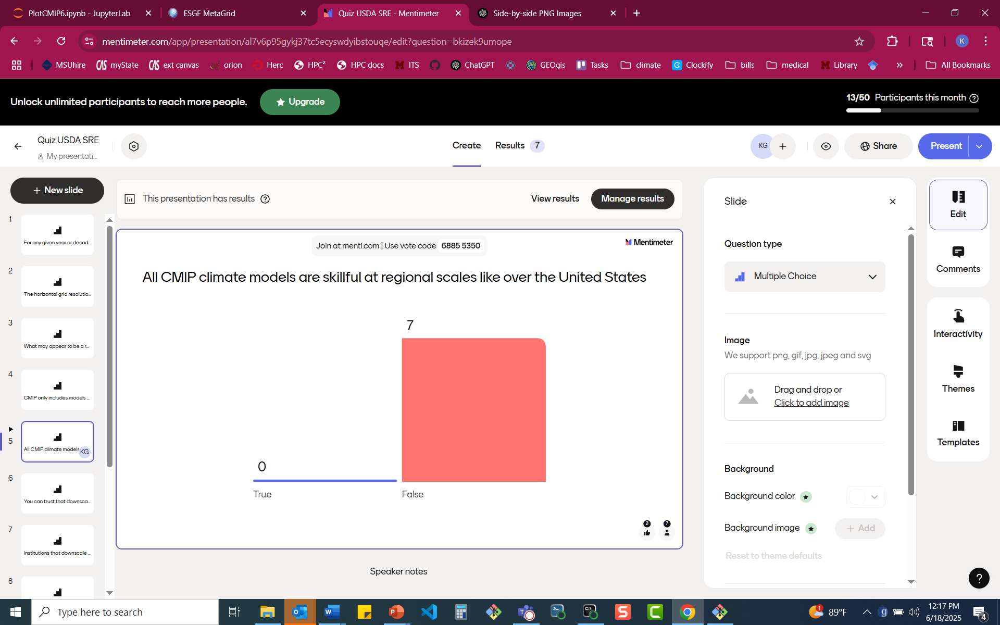 PlotCMIP6.ipynb - JupyterLab
ESGF MetaGrid
Quiz USDA SRE - Mentimeter
Side-by-side PNG Images
mentimeter.com/app/presentation/al7v6p95gykj37tc5ecyswdyibstouqe/edit?question=bkizek9umope
K
MSUhire
myState
ext canvas
orion
Herc
HPC²
HPC docs
ITS
ChatGPT
GEOgis
Tasks
climate
Clockify
bills
medical
Library
All Bookmarks
Unlock unlimited participants to reach more people.
Upgrade
13/50 Participants this month
Quiz USDA SRE
My presentati...
Create
Results 7
KG
Share
Present
New slide
This presentation has results
View results
Manage results
1
For any given year or decad...
2
The horizontal grid resolutio...
3
What may appear to be a r...
4
CMIP only includes models ...
5
All CMIP climate models
KG
6
You can trust that downsca...
7
Institutions that downscale ...
8
Join at menti.com | Use vote code 6885 5350
Mentimeter
All CMIP climate models are skillful at regional scales like over the United States
7
0
True
False
2
7
Speaker notes
Slide
Question type
Multiple Choice
Image
We support png, gif, jpg, jpeg and svg
Drag and drop or
Click to add image
Background
Background color
Background image
Add
Reset to theme defaults
Edit
Comments
Interactivity
Themes
Templates
?
Type here to search
1
89°F
12:17 PM
6/18/2025
4